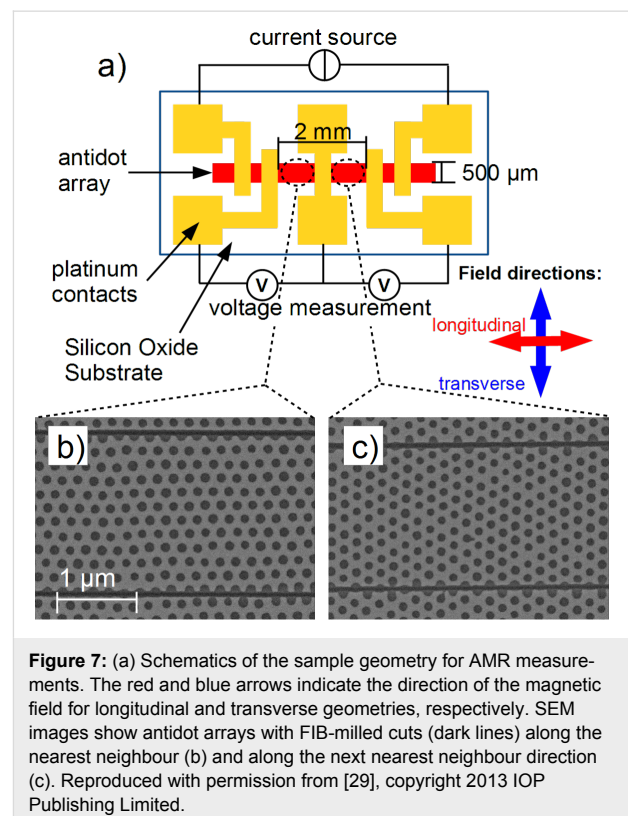 current source
a)
2 mm
antidot
array
500 µm
platinum
contacts
V
V
voltage measurement
Field directions:
longitudinal
transverse
Silicon Oxide
Substrate
b)
c)
1 µm
Figure 7: (a) Schematics of the sample geometry for AMR measure-
ments. The red and blue arrows indicate the direction of the magnetic
field for longitudinal and transverse geometries, respectively. SEM
images show antidot arrays with FIB-milled cuts (dark lines) along the
nearest neighbour (b) and along the next nearest neighbour direction
(c). Reproduced with permission from [29], copyright 2013 IOP
Publishing Limited.